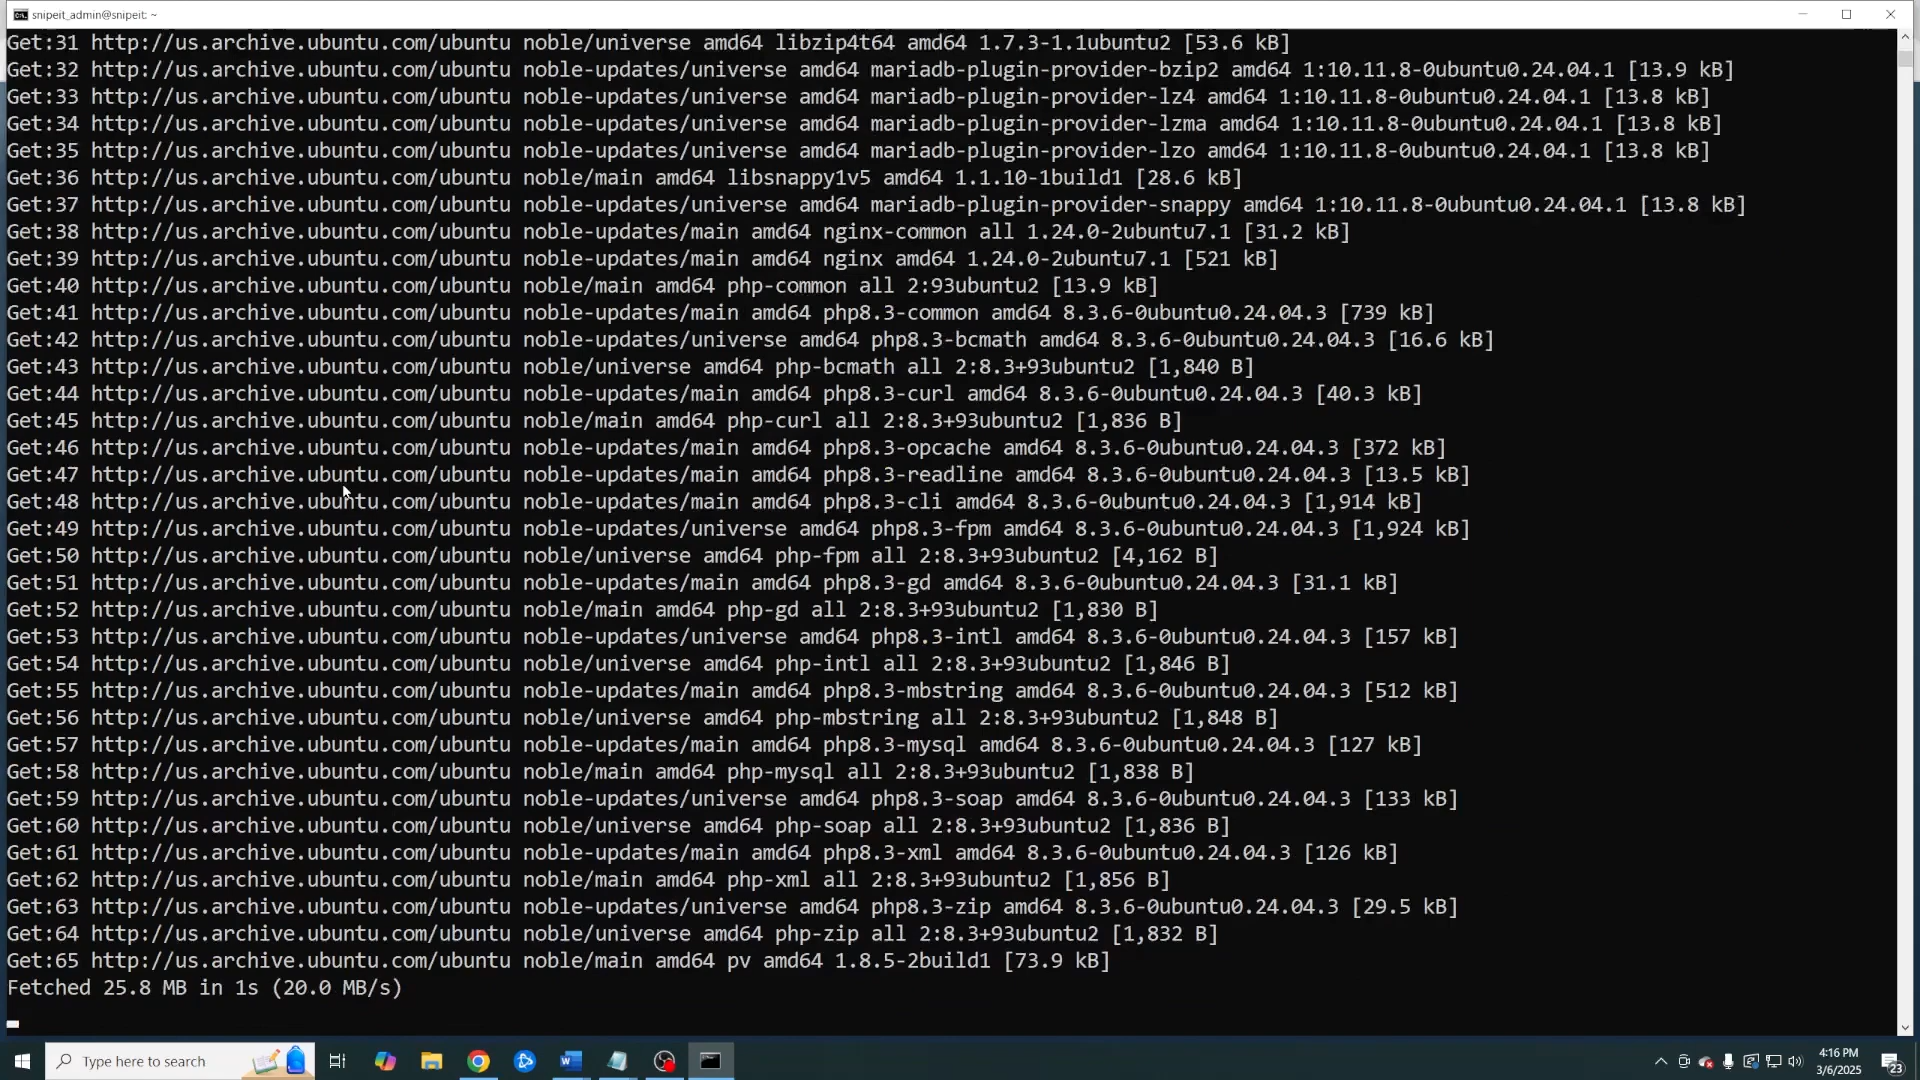 snipeit_admin@snipeit: ~
Get:31 http://us.archive.ubuntu.com/ubuntu noble/universe amd64 libzip4t64 amd64 1.7.3-1.1ubuntu2 [53.6 kB]
Get:32 http://us.archive.ubuntu.com/ubuntu noble-updates/universe amd64 mariadb-plugin-provider-bzip2 amd64 1:10.11.8-0ubuntu0.24.04.1 [13.9 kB]
Get:33 http://us.archive.ubuntu.com/ubuntu noble-updates/universe amd64 mariadb-plugin-provider-lz4 amd64 1:10.11.8-0ubuntu0.24.04.1 [13.8 kB]
Get:34 http://us.archive.ubuntu.com/ubuntu noble-updates/universe amd64 mariadb-plugin-provider-lzma amd64 1:10.11.8-0ubuntu0.24.04.1 [13.8 kB]
Get:35 http://us.archive.ubuntu.com/ubuntu noble-updates/universe amd64 mariadb-plugin-provider-lzo amd64 1:10.11.8-0ubuntu0.24.04.1 [13.8 kB]
Get:36 http://us.archive.ubuntu.com/ubuntu noble/main amd64 libsnappy1v5 amd64 1.1.10-1build1 [28.6 kB]
Get:37 http://us.archive.ubuntu.com/ubuntu noble-updates/universe amd64 mariadb-plugin-provider-snappy amd64 1:10.11.8-0ubuntu0.24.04.1 [13.8 kB]
Get:38 http://us.archive.ubuntu.com/ubuntu noble-updates/main amd64 nginx-common all 1.24.0-2ubuntu7.1 [31.2 kB]
Get:39 http://us.archive.ubuntu.com/ubuntu noble-updates/main amd64 nginx amd64 1.24.0-2ubuntu7.1 [521 kB]
Get:40 http://us.archive.ubuntu.com/ubuntu noble/main amd64 php-common all 2:93ubuntu2 [13.9 kB]
Get:41 http://us.archive.ubuntu.com/ubuntu noble-updates/main amd64 php8.3-common amd64 8.3.6-0ubuntu0.24.04.3 [739 kB]
Get:42 http://us.archive.ubuntu.com/ubuntu noble-updates/universe amd64 php8.3-bcmath amd64 8.3.6-0ubuntu0.24.04.3 [16.6 kB]
Get:43 http://us.archive.ubuntu.com/ubuntu noble/universe amd64 php-bcmath all 2:8.3+93ubuntu2 [1,840 B]
Get:44 http://us.archive.ubuntu.com/ubuntu noble-updates/main amd64 php8.3-curl amd64 8.3.6-0ubuntu0.24.04.3 [40.3 kB]
Get:45 http://us.archive.ubuntu.com/ubuntu noble/main amd64 php-curl all 2:8.3+93ubuntu2 [1,836 B]
Get:46 http://us.archive.ubuntu.com/ubuntu noble-updates/main amd64 php8.3-opcache amd64 8.3.6-0ubuntu0.24.04.3 [372 kB]
Get:47 http://us.archive.ubuntu.com/ubuntu noble-updates/main amd64 php8.3-readline amd64 8.3.6-0ubuntu0.24.04.3 [13.5 kB]
Get:48 http://us.archive.ubuntu.com/ubuntu noble-updates/main amd64 php8.3-cli amd64 8.3.6-0ubuntu0.24.04.3 [1,914 kB]
Get:49 http://us.archive.ubuntu.com/ubuntu noble-updates/universe amd64 php8.3-fpm amd64 8.3.6-0ubuntu0.24.04.3 [1,924 kB]
Get:50 http://us.archive.ubuntu.com/ubuntu noble/universe amd64 php-fpm all 2:8.3+93ubuntu2 [4,162 B]
Get:51 http://us.archive.ubuntu.com/ubuntu noble-updates/main amd64 php8.3-gd amd64 8.3.6-0ubuntu0.24.04.3 [31.1 kB]
Get:52 http://us.archive.ubuntu.com/ubuntu noble/main amd64 php-gd all 2:8.3+93ubuntu2 [1,830 B]
Get:53 http://us.archive.ubuntu.com/ubuntu noble-updates/universe amd64 php8.3-intl amd64 8.3.6-0ubuntu0.24.04.3 [157 kB]
Get:54 http://us.archive.ubuntu.com/ubuntu noble/universe amd64 php-intl all 2:8.3+93ubuntu2 [1,846 B]
Get:55 http://us.archive.ubuntu.com/ubuntu noble-updates/main amd64 php8.3-mbstring amd64 8.3.6-0ubuntu0.24.04.3 [512 kB]
Get:56 http://us.archive.ubuntu.com/ubuntu noble/universe amd64 php-mbstring all 2:8.3+93ubuntu2 [1,848 B]
Get:57 http://us.archive.ubuntu.com/ubuntu noble-updates/main amd64 php8.3-mysql amd64 8.3.6-0ubuntu0.24.04.3 [127 kB]
Get:58 http://us.archive.ubuntu.com/ubuntu noble/main amd64 php-mysql all 2:8.3+93ubuntu2 [1,838 B]
Get:59 http://us.archive.ubuntu.com/ubuntu noble-updates/universe amd64 php8.3-soap amd64 8.3.6-0ubuntu0.24.04.3 [133 kB]
Get:60 http://us.archive.ubuntu.com/ubuntu noble/universe amd64 php-soap all 2:8.3+93ubuntu2 [1,836 B]
Get:61 http://us.archive.ubuntu.com/ubuntu noble-updates/main amd64 php8.3-xml amd64 8.3.6-0ubuntu0.24.04.3 [126 kB]
Get:62 http://us.archive.ubuntu.com/ubuntu noble/main amd64 php-xml all 2:8.3+93ubuntu2 [1,856 B]
Get:63 http://us.archive.ubuntu.com/ubuntu noble-updates/universe amd64 php8.3-zip amd64 8.3.6-0ubuntu0.24.04.3 [29.5 kB]
Get:64 http://us.archive.ubuntu.com/ubuntu noble/universe amd64 php-zip all 2:8.3+93ubuntu2 [1,832 B]
Get:65 http://us.archive.ubuntu.com/ubuntu noble/main amd64 pv amd64 1.8.5-2build1 [73.9 kB]
Fetched 25.8 MB in 1s (20.0 MB/s)
Type here to search
4:16 PM
3/6/2025
23